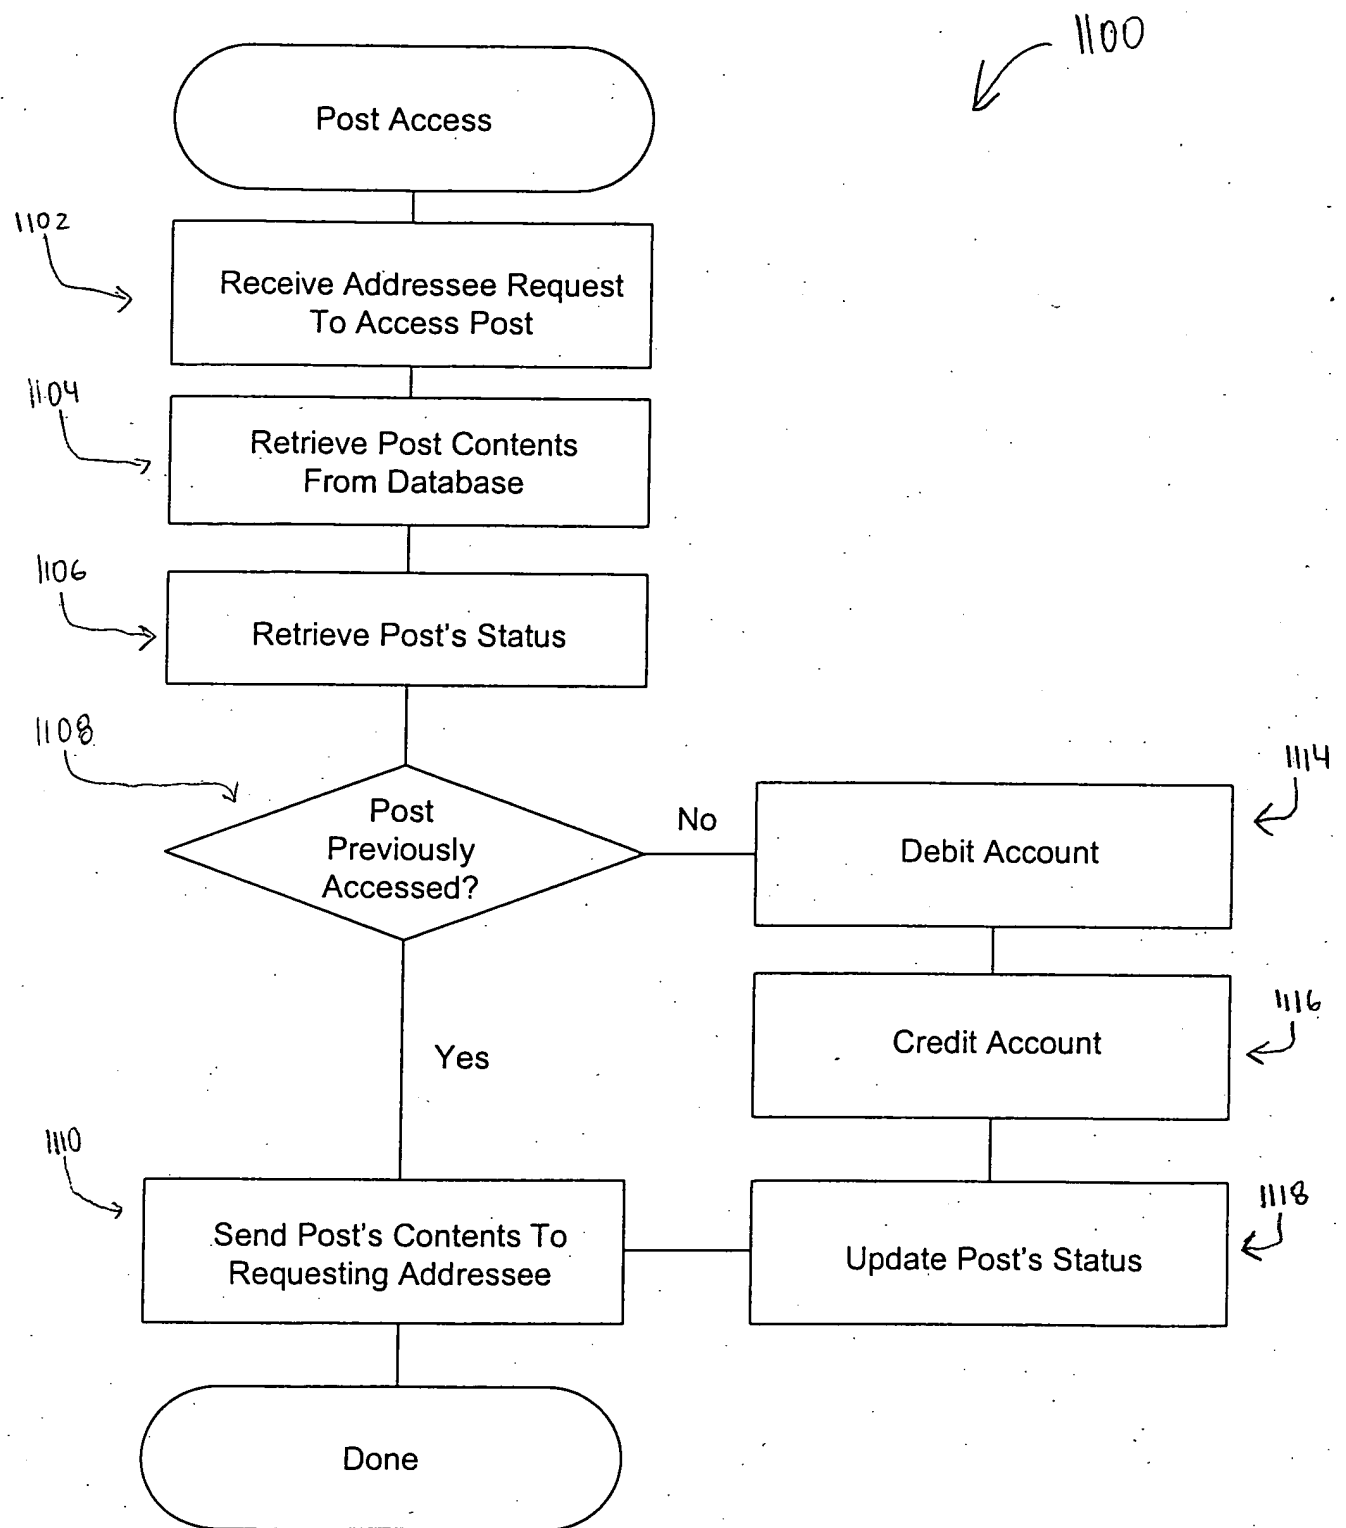 1100
Post Access
1102
Receive Addressee Request
To Access Post
1104
Retrieve Post Contents
From Database
1106
Retrieve Post's Status
1108
Post
Previously
Accessed?
No
1114
Debit Account
1116
Credit Account
Yes
1110
Send Post's Contents To
Requesting Addressee
1118
Update Post's Status
Done